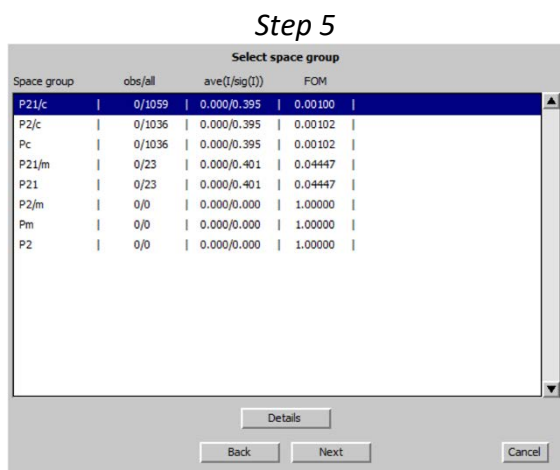 Step 5
Select space group
Space group obs/all ave(I/sig(I)) FOM
P21/c | 0/1059 | 0.000/0.395 | 0.00100 |
P2/c | 0/1036 | 0.000/0.395 | 0.00102 |
Pc | 0/1036 | 0.000/0.395 | 0.00102 |
P21/m | 0/23 | 0.000/0.401 | 0.04447 |
P21 | 0/23 | 0.000/0.401 | 0.04447 |
P2/m | 0/0 | 0.000/0.000 | 1.00000 |
Pm | 0/0 | 0.000/0.000 | 1.00000 |
P2 | 0/0 | 0.000/0.000 | 1.00000 |
Details
Back Next Cancel